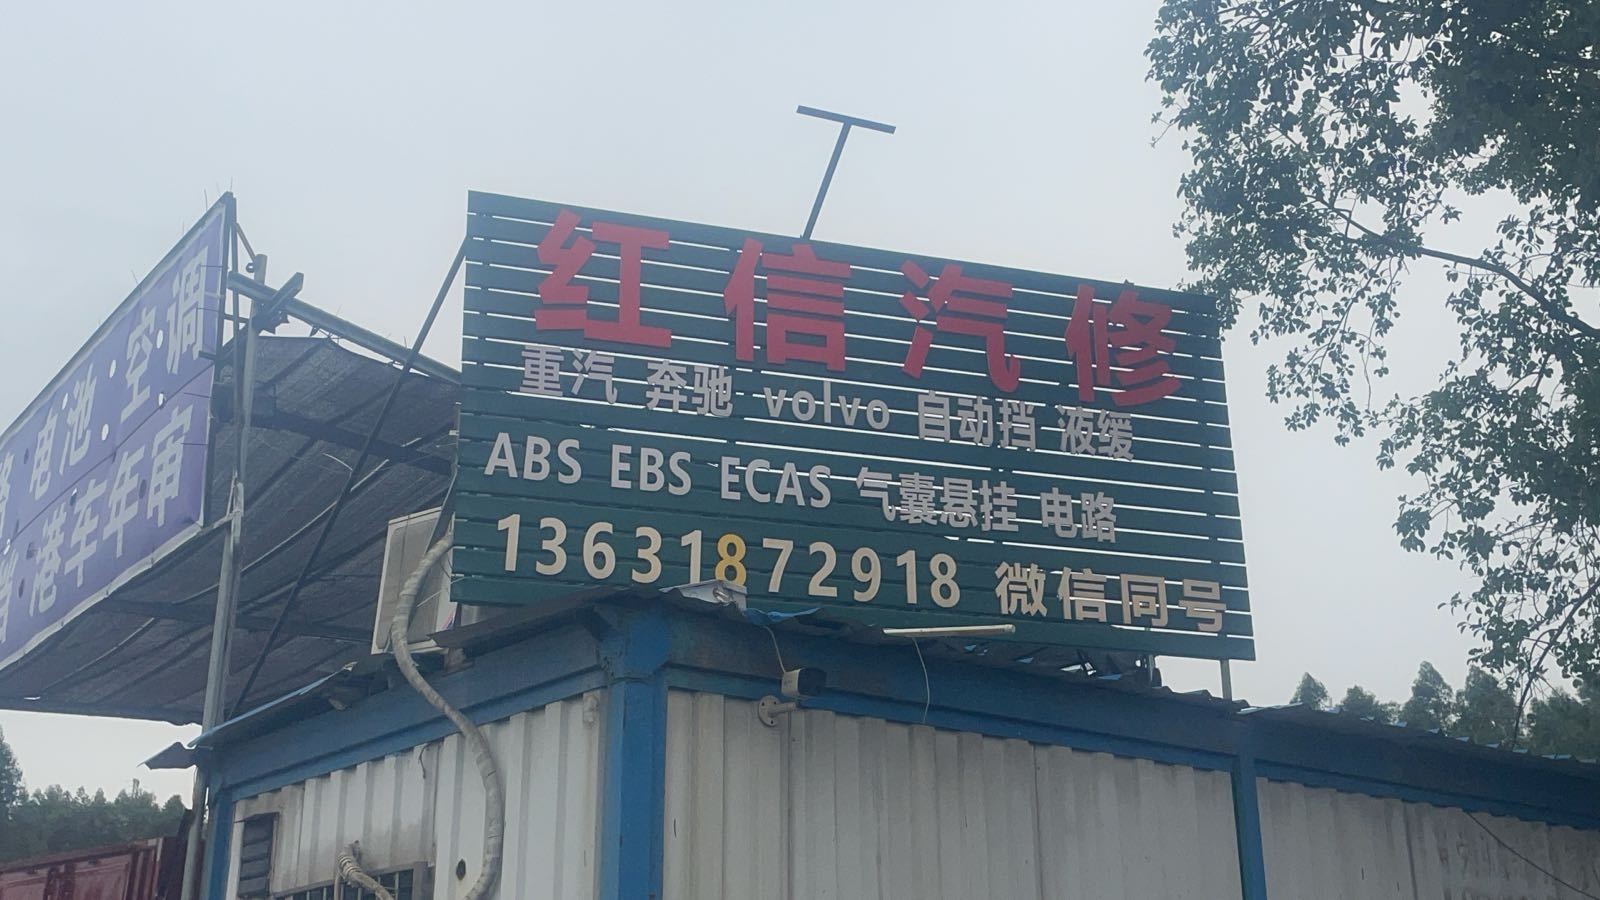 红信汽修
重汽 奔驰 volvo 自动挡 液缓
ABS EBS ECAS 气囊悬挂 电路
13631872918 微信同号
电池·空调
港车年审